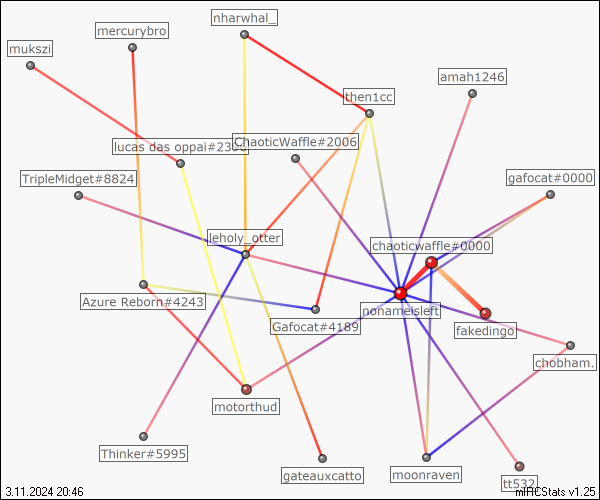 nharwhal_
mercurybro
mukszi
amah1246
then1cc
ChaoticWaffle#2006
lucas das oppai#
TripleMidget#8824
gafocat#0000
leholy_otter
chaoticwaffle#0000
Azure Reborn#4243
nonameisleft
Gafocat#4189
fakedingo
chobham.
motorthud
Thinker#5995
gateauxcatto
moonraven
tt532
3.11.2024 20:46
mIRCStats v1.25